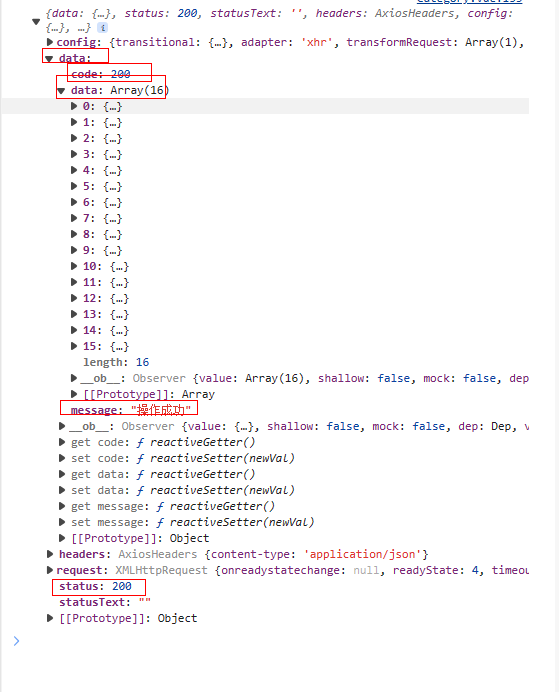 {data: {…}, status: 200, statusText: '', headers: AxiosHeaders, config:
{…}, …} i
config: {transitional: {…}, adapter: 'xhr', transformRequest: Array(1),
data:
code: 200
data: Array(16)
0: {…}
1: {…}
2: {…}
3: {…}
4: {…}
5: {…}
6: {…}
7: {…}
8: {…}
9: {…}
10: {…}
11: {…}
12: {…}
13: {…}
14: {…}
15: {…}
length: 16
__ob__: Observer {value: Array(16), shallow: false, mock: false, dep
[[Prototype]]: Array
message: "操作成功"
__ob__: Observer {value: {…}, shallow: false, mock: false, dep: Dep, v
get code: ƒ reactiveGetter()
set code: ƒ reactiveSetter(newVal)
get data: ƒ reactiveGetter()
set data: ƒ reactiveSetter(newVal)
get message: ƒ reactiveGetter()
set message: ƒ reactiveSetter(newVal)
[[Prototype]]: Object
headers: AxiosHeaders {content-type: 'application/json'}
request: XMLHttpRequest {onreadystatechange: null, readyState: 4, timeou
status: 200
statusText: ""
[[Prototype]]: Object